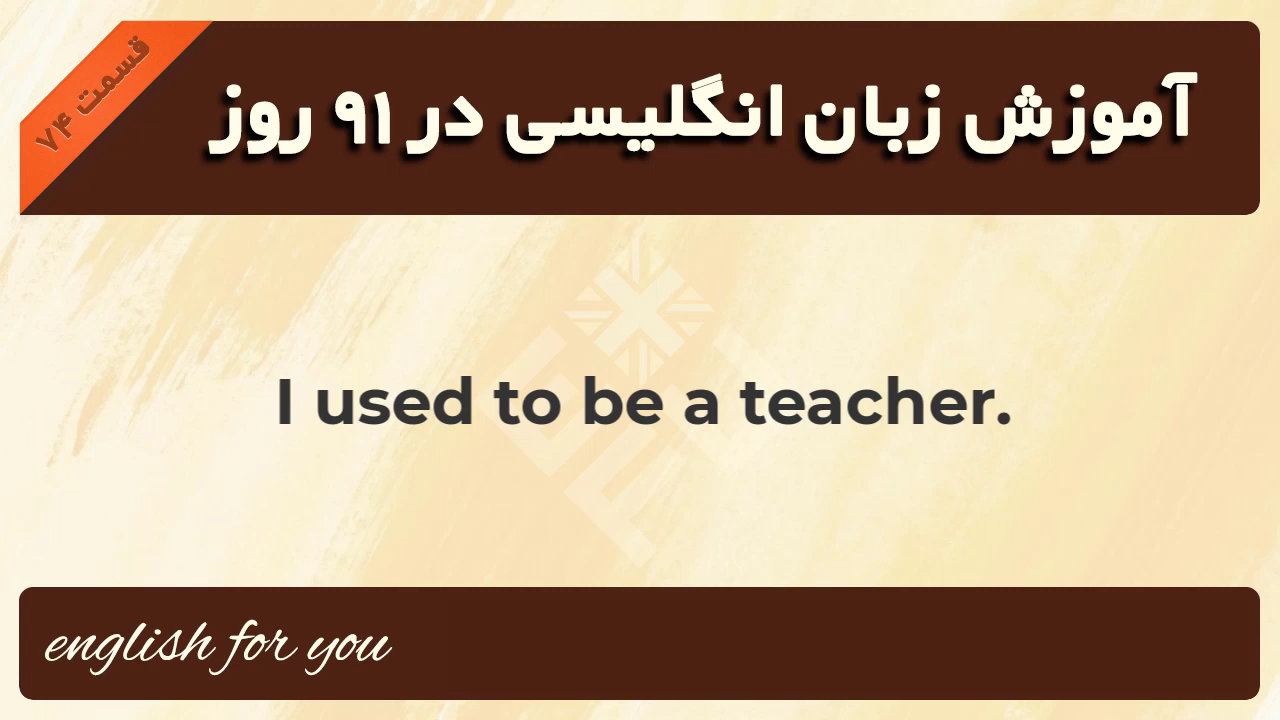 قسمت ۷۴
آموزش زبان انگلیسی در ۹۱ روز
I used to be a teacher.
english for you